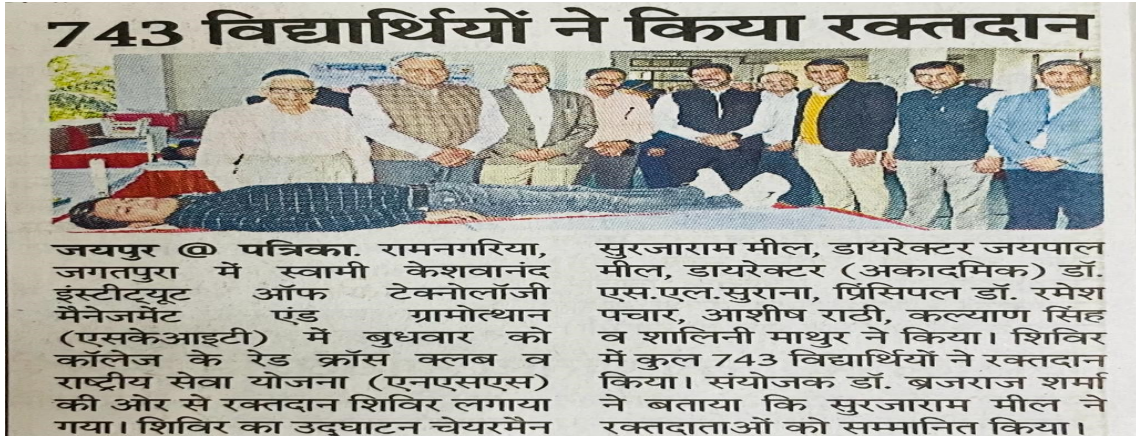 743 विद्यार्थियों ने किया रक्तदान
जयपुर @ पत्रिका. रामनगरिया,
जगतपुरा में स्वामी केशवानंद
इंस्टीट्यूट ऑफ टेक्नोलॉजी
मैनेजमेंट एंड ग्रामोत्थान
(एसकेआइटी) में बुधवार को
कॉलेज के रेड क्रॉस क्लब व
राष्ट्रीय सेवा योजना (एनएसएस)
की ओर से रक्तदान शिविर लगाया
गया। शिविर का उद्घाटन चेयरमैन
सुरजाराम मील, डायरेक्टर जयपाल
मील, डायरेक्टर (अकादमिक) डॉ.
एस.एल.सुराना, प्रिंसिपल डॉ. रमेश
पचार, आशीष राठी, कल्याण सिंह
व शालिनी माथुर ने किया। शिविर
में कुल 743 विद्यार्थियों ने रक्तदान
किया। संयोजक डॉ. ब्रजराज शर्मा
ने बताया कि सुरजाराम मील ने
रक्तदाताओं को सम्मानित किया।